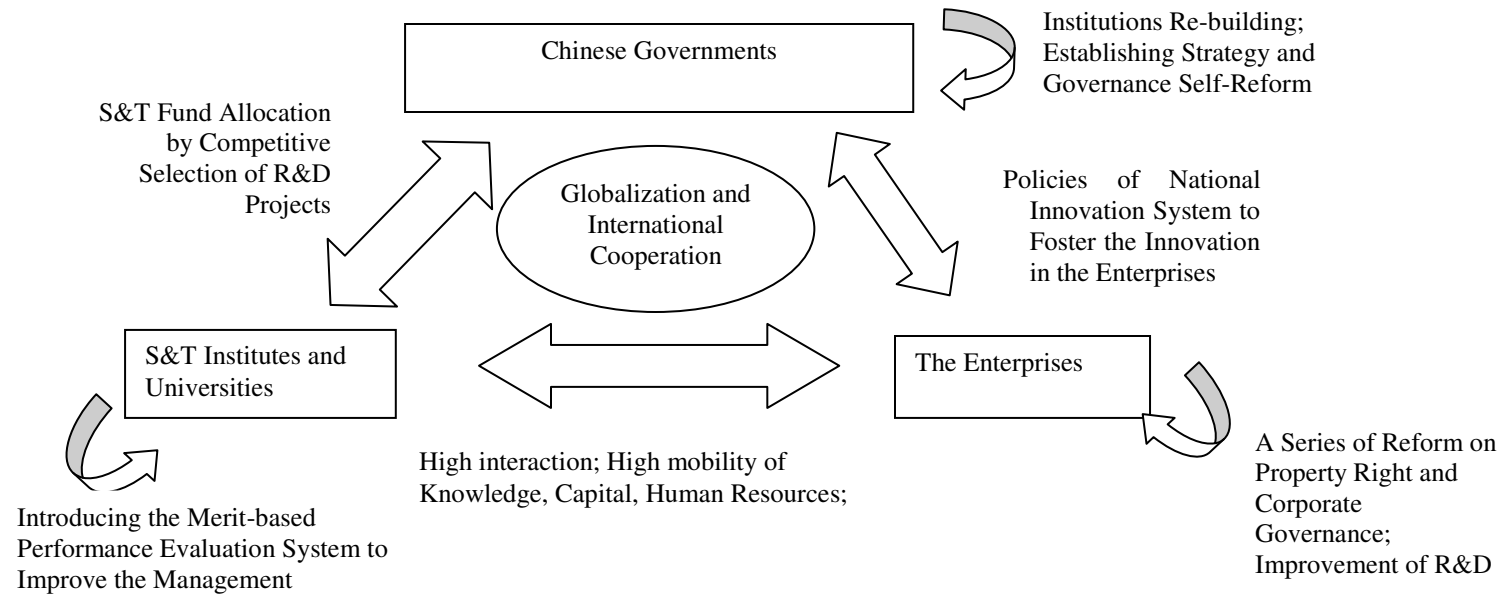 Chinese Governments
Institutions Re-building;
Establishing Strategy and
Governance Self-Reform
S&T Fund Allocation
by Competitive
Selection of R&D
Projects
Globalization and
International
Cooperation
Policies of National
Innovation System to
Foster the Innovation
in the Enterprises
S&T Institutes and
Universities
The Enterprises
High interaction; High mobility of
Knowledge, Capital, Human Resources;
A Series of Reform on
Property Right and
Corporate
Governance;
Improvement of R&D
Introducing the Merit-based
Performance Evaluation System to
Improve the Management